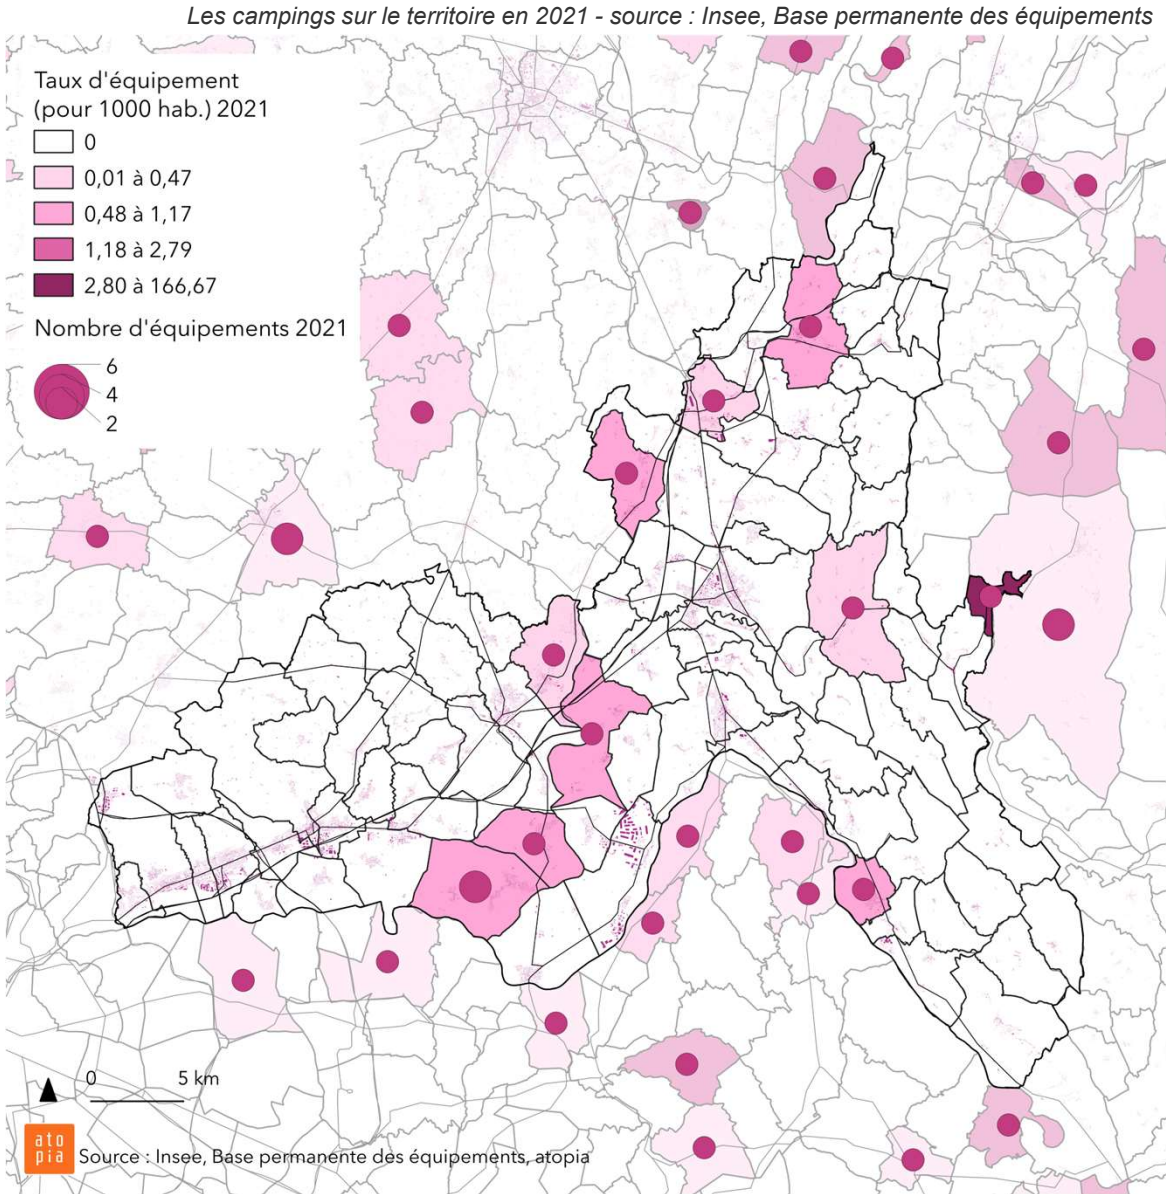 Les campings sur le territoire en 2021 - source : Insee, Base permanente des équipements
Taux d'équipement
(pour 1000 hab.) 2021
0
0,01 à 0,47
0,48 à 1,17
1,18 à 2,79
2,80 à 166,67
Nombre d'équipements 2021
6
4
2
0 5 km
ato
pia
Source : Insee, Base permanente des équipements, atopia